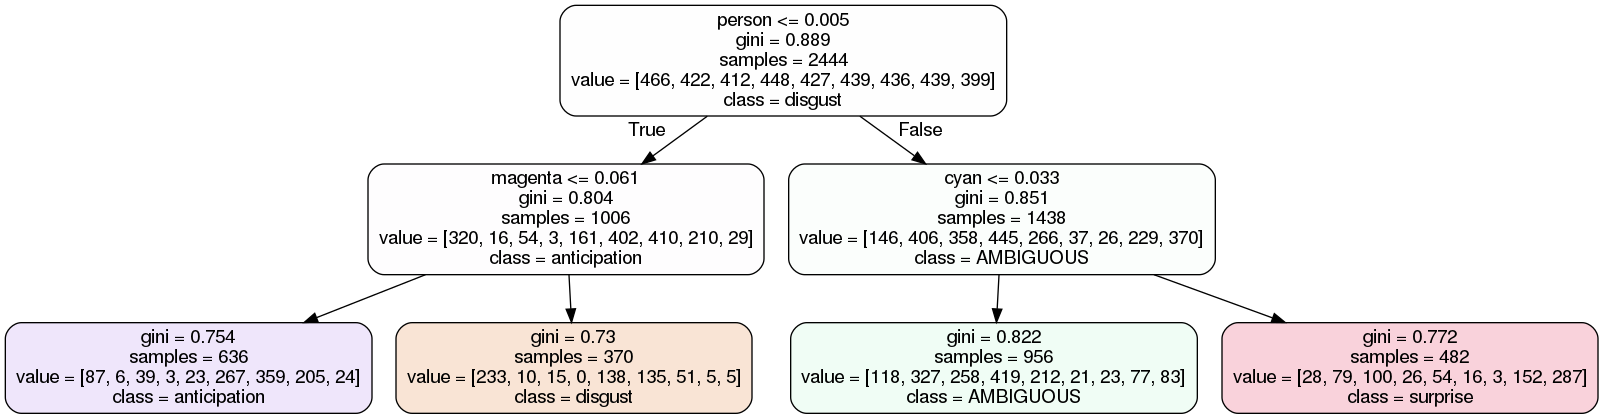 person <= 0.005
gini = 0.889
samples = 2444
value = [466, 422, 412, 448, 427, 439, 436, 439, 399]
class = disgust
True
False
magenta <= 0.061
gini = 0.804
samples = 1006
value = [320, 16, 54, 3, 161, 402, 410, 210, 29]
class = anticipation
cyan <= 0.033
gini = 0.851
samples = 1438
value = [146, 406, 358, 445, 266, 37, 26, 229, 370]
class = AMBIGUOUS
gini = 0.754
samples = 636
value = [87, 6, 39, 3, 23, 267, 359, 205, 24]
class = anticipation
gini = 0.73
samples = 370
value = [233, 10, 15, 0, 138, 135, 51, 5, 5]
class = disgust
gini = 0.822
samples = 956
value = [118, 327, 258, 419, 212, 21, 23, 77, 83]
class = AMBIGUOUS
gini = 0.772
samples = 482
value = [28, 79, 100, 26, 54, 16, 3, 152, 287]
class = surprise